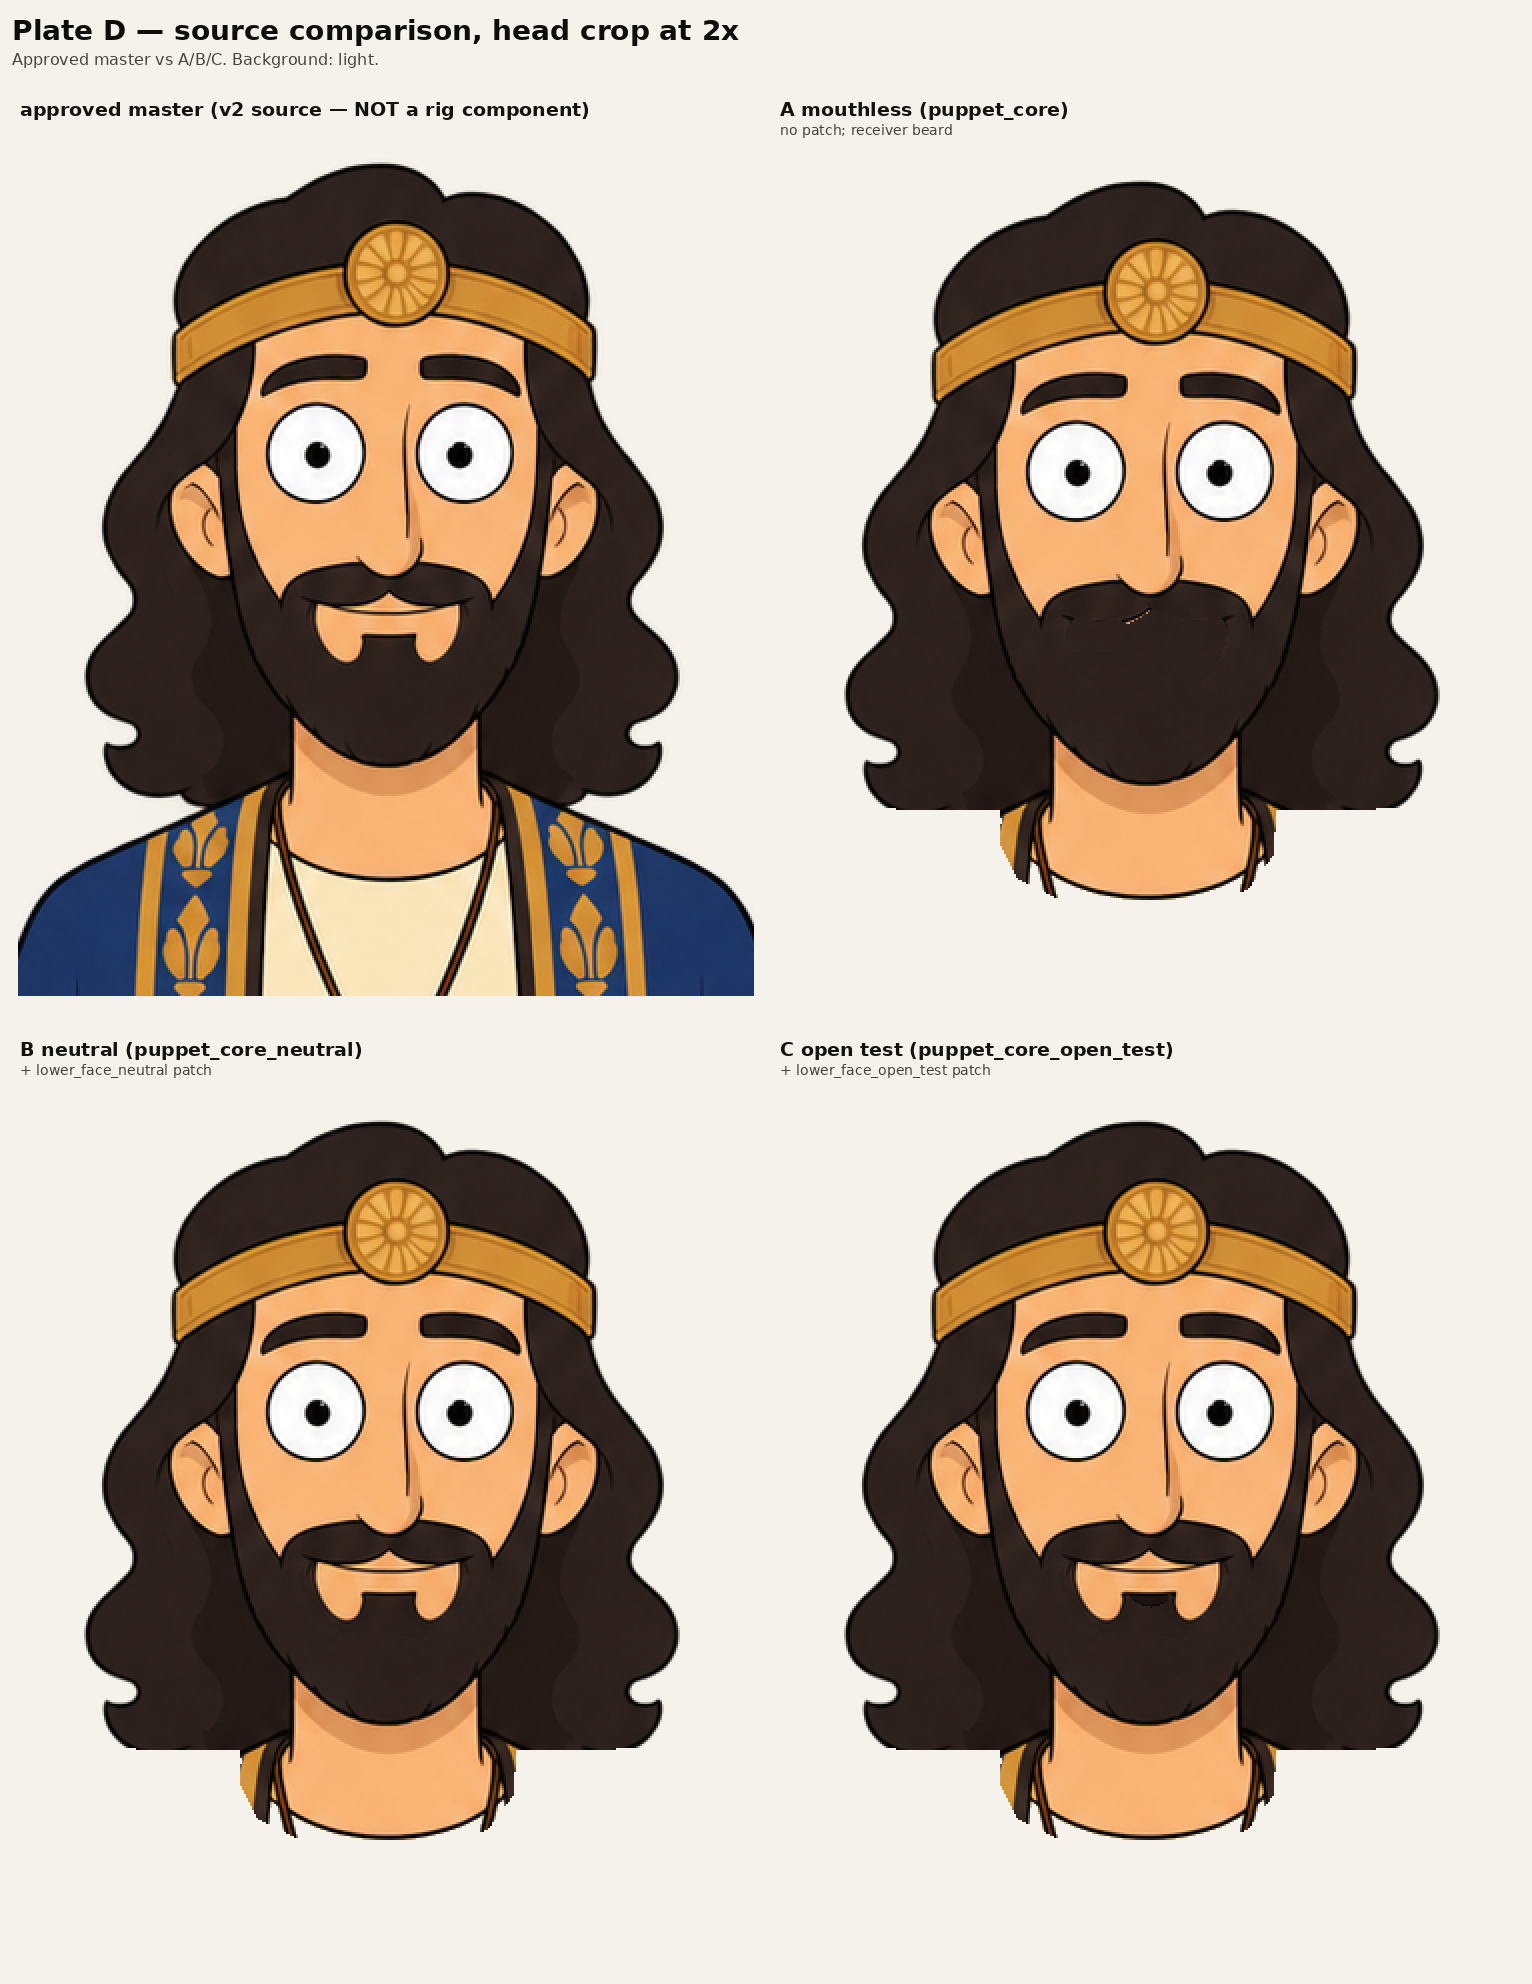 Plate D — source comparison, head crop at 2x
Approved master vs A/B/C. Background: light.
approved master (v2 source — NOT a rig component)
A mouthless (puppet_core)
no patch; receiver beard
B neutral (puppet_core_neutral)
+ lower_face_neutral patch
C open test (puppet_core_open_test)
+ lower_face_open_test patch